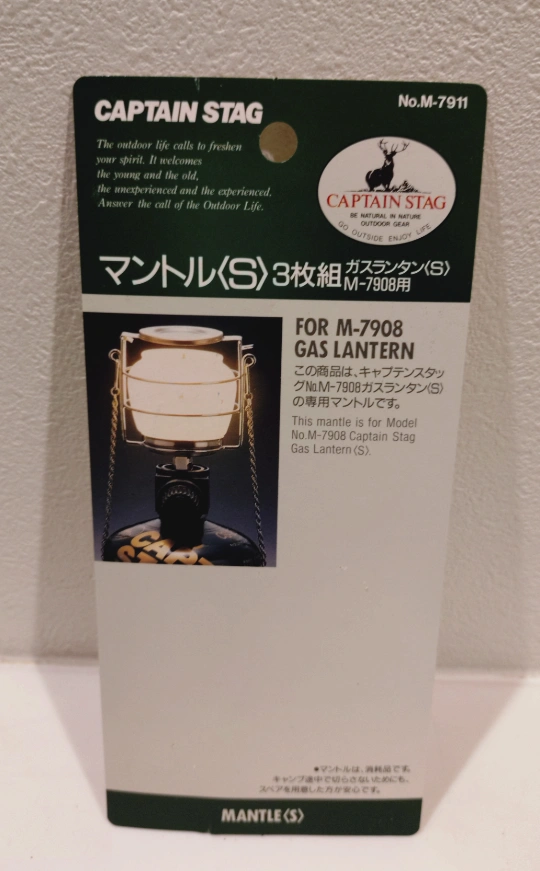 CAPTAIN STAG
No.M-7911
The outdoor life calls to freshen
your spirit. It welcomes
the young and the old,
the unexperienced and the experienced.
Answer the call of the Outdoor Life.
CAPTAIN STAG
BE NATURAL IN NATURE
OUTDOOR GEAR
GO OUTSIDE ENJOY LIFE
マントル〈S〉3枚組 ガスランタン〈S〉
M-7908用
FOR M-7908
GAS LANTERN
この商品は、キャプテンスタッ
グNo.M-7908ガスランタン〈S〉
の専用マントルです。
This mantle is for Model
No.M-7908 Captain Stag
Gas Lantern〈S〉.
●マントルは、消耗品です。
キャンプ途中で切らさないためにも、
スペアを用意した方が安心です。
MANTLE〈S〉